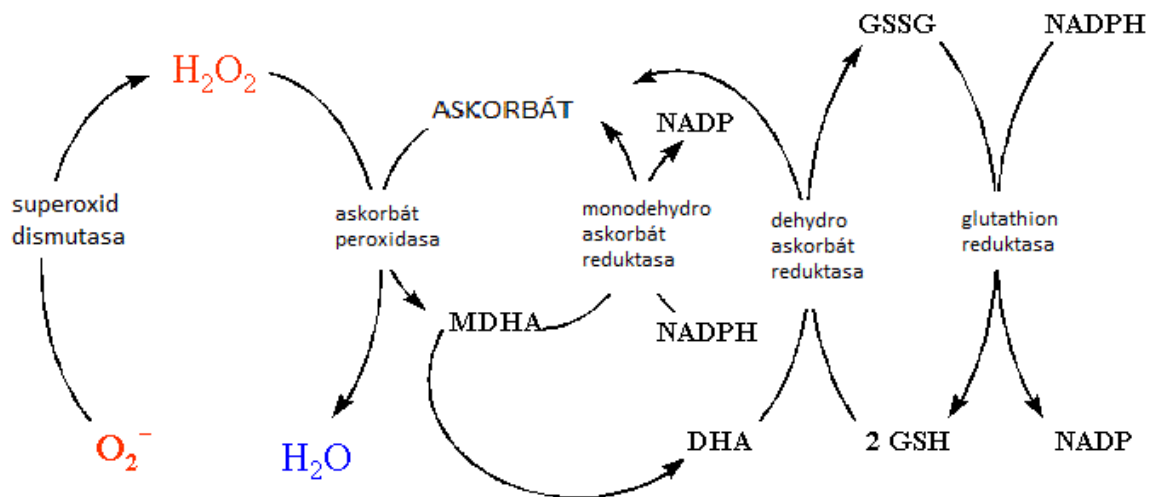 GSSG
NADPH
H₂O₂
ASKORBÁT
NADP
superoxid
dismutasa
askorbát
peroxidasa
monodehydro
askorbát
reduktasa
dehydro
askorbát
reduktasa
glutathion
reduktasa
MDHA
NADPH
O₂⁻
H₂O
DHA
2 GSH
NADP